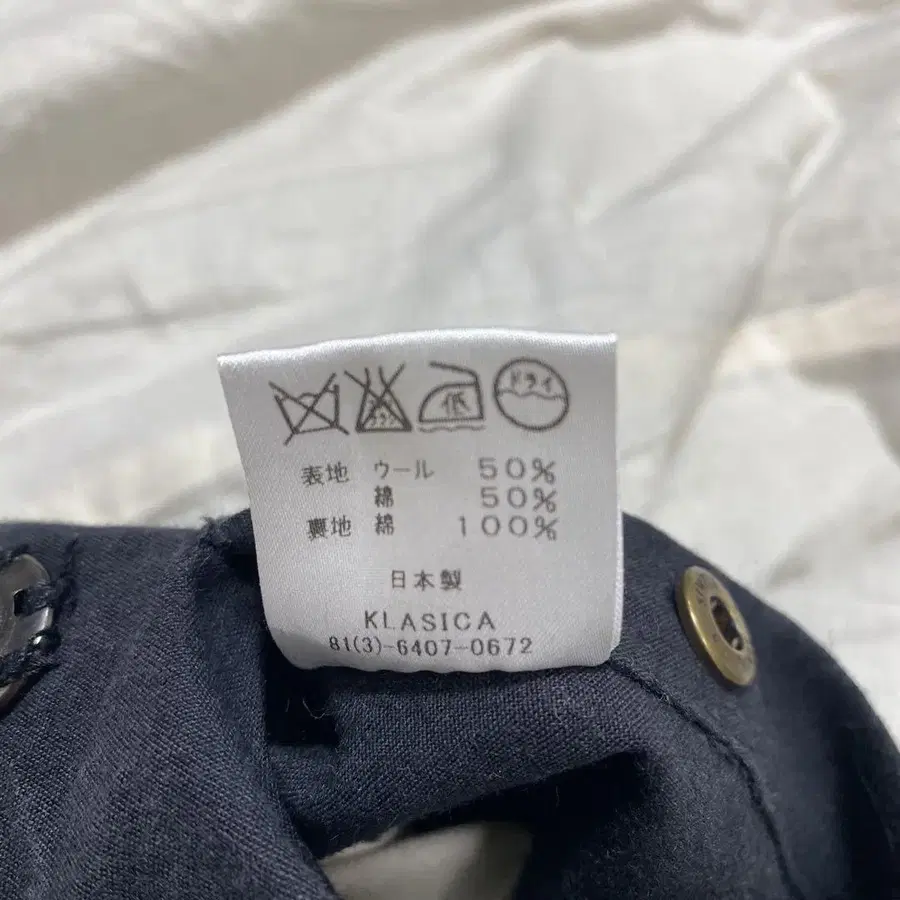 低 ドライ
表地 ウール 50%
綿 50%
裏地 綿 100%
日本製
KLASICA
81(3)-6407-0672